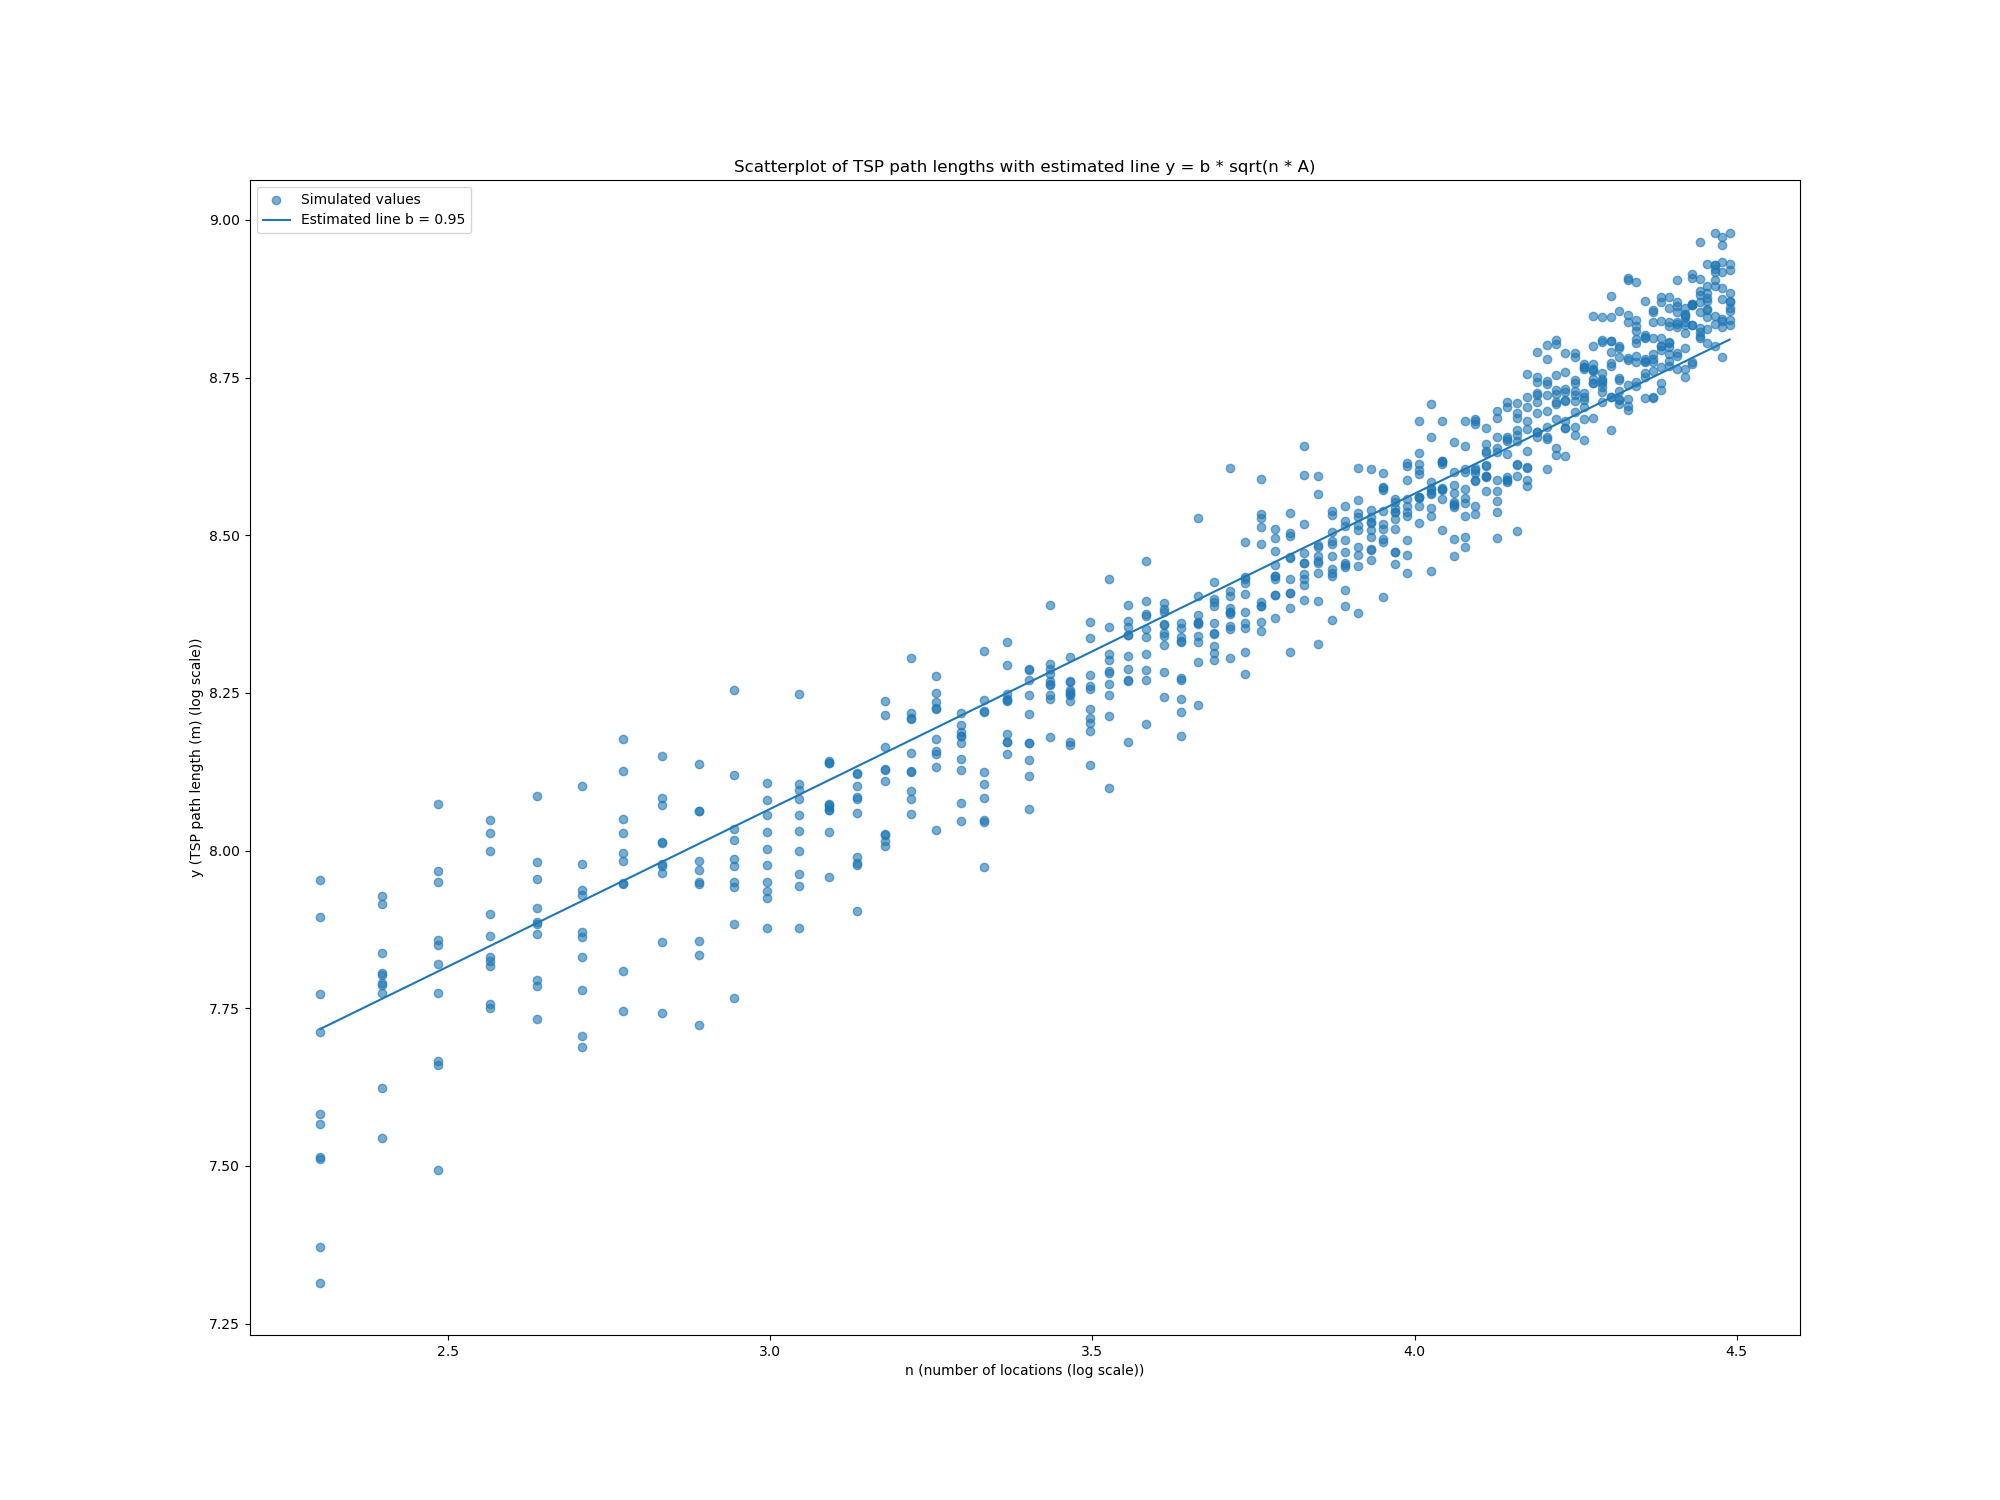 Scatterplot of TSP path lengths with estimated line y = b * sqrt(n * A)
Simulated values
Estimated line b = 0.95
9.00
8.75
8.50
8.25
8.00
7.75
7.50
7.25
y (TSP path length (m) (log scale))
2.5
3.0
3.5
4.0
4.5
n (number of locations (log scale))